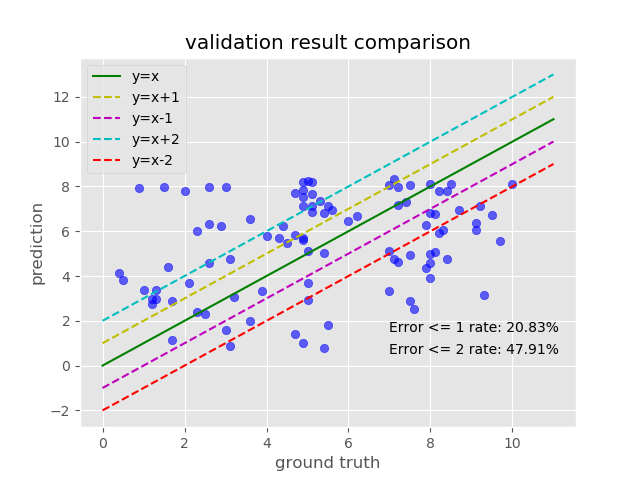 validation result comparison
y=x
y=x+1
y=x-1
y=x+2
y=x-2
12
10
8
6
4
2
0
−2
prediction
Error <= 1 rate: 20.83%
Error <= 2 rate: 47.91%
0 2 4 6 8 10
ground truth